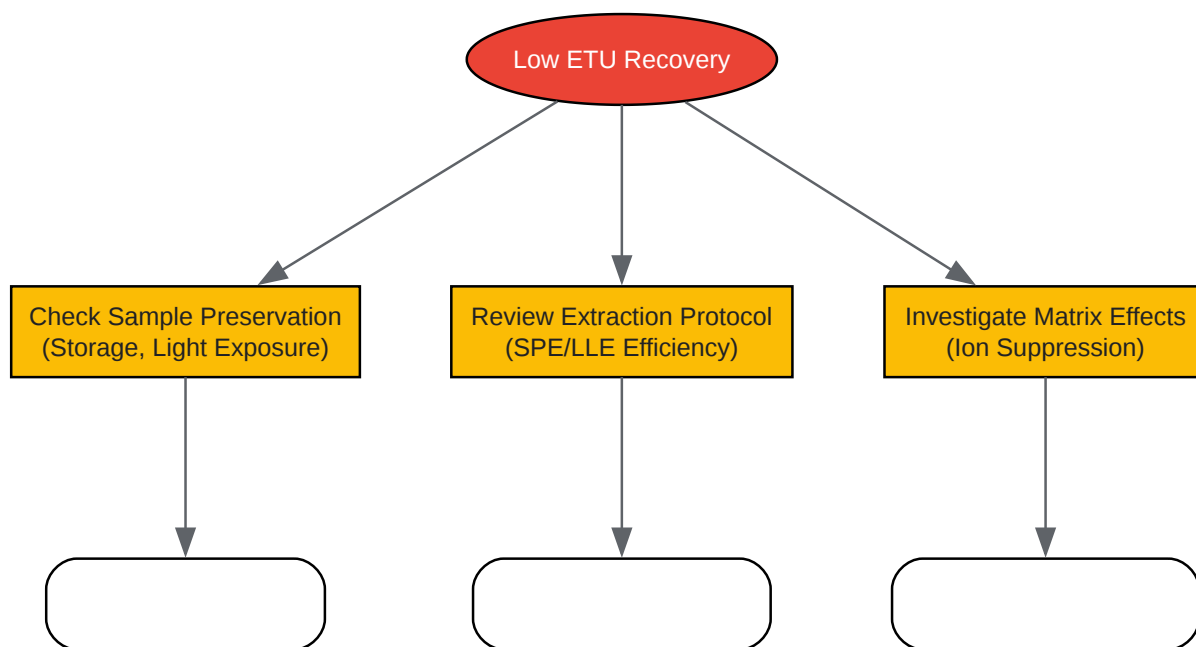 Low ETU Recovery
Check Sample Preservation
(Storage, Light Exposure)
Review Extraction Protocol
(SPE/LLE Efficiency)
Investigate Matrix Effects
(Ion Suppression)